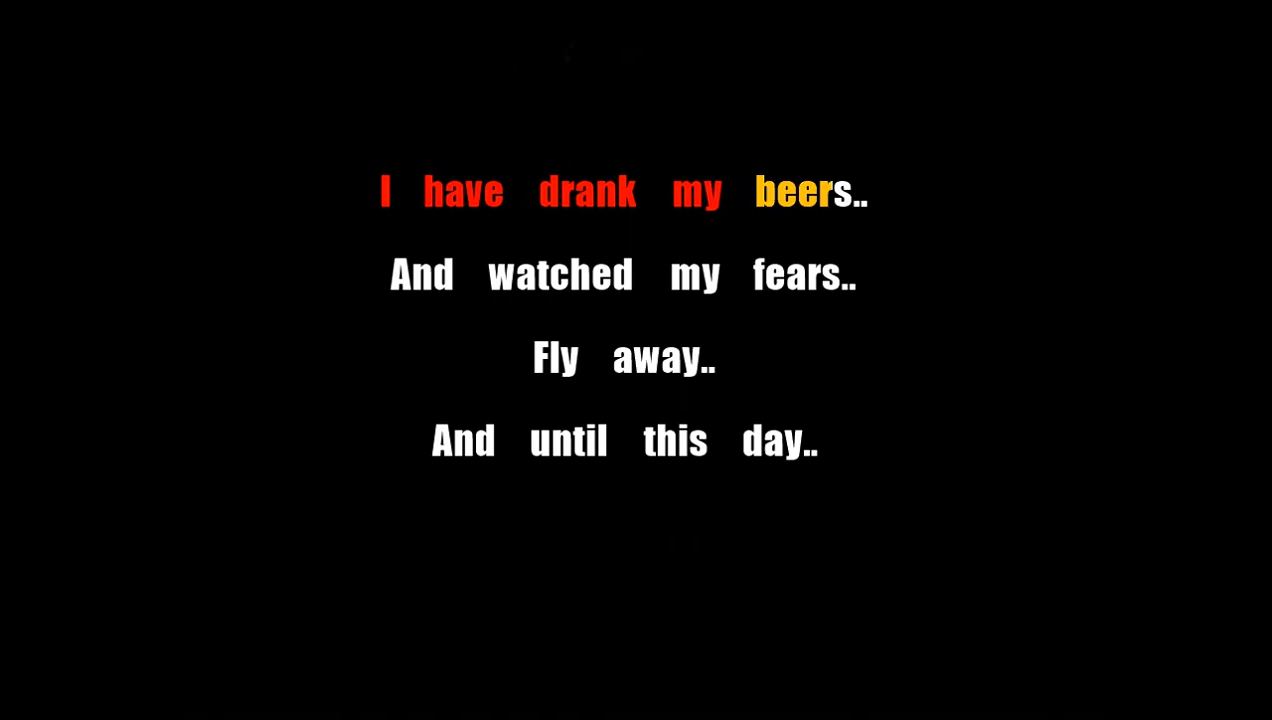 I have drank my beers..
And watched my fears..
Fly away..
And until this day..